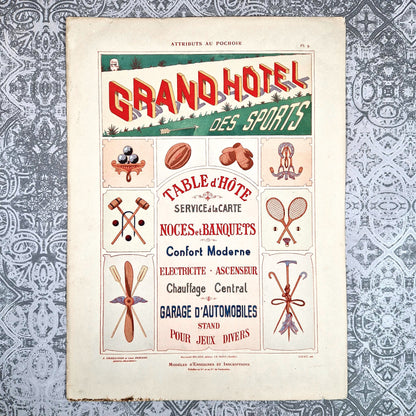 ATTRIBUTS AU POCHOIR
Pl. 9
GRAND HÔTEL
DES SPORTS
TABLE d'HÔTE
SERVICE à la CARTE
NOCES et BANQUETS
Confort Moderne
ELECTRICITE - ASCENSEUR
Chauffage Central
GARAGE D'AUTOMOBILES
STAND
POUR JEUX DIVERS
MODÈLES D'ENSEIGNES ET INSCRIPTIONS